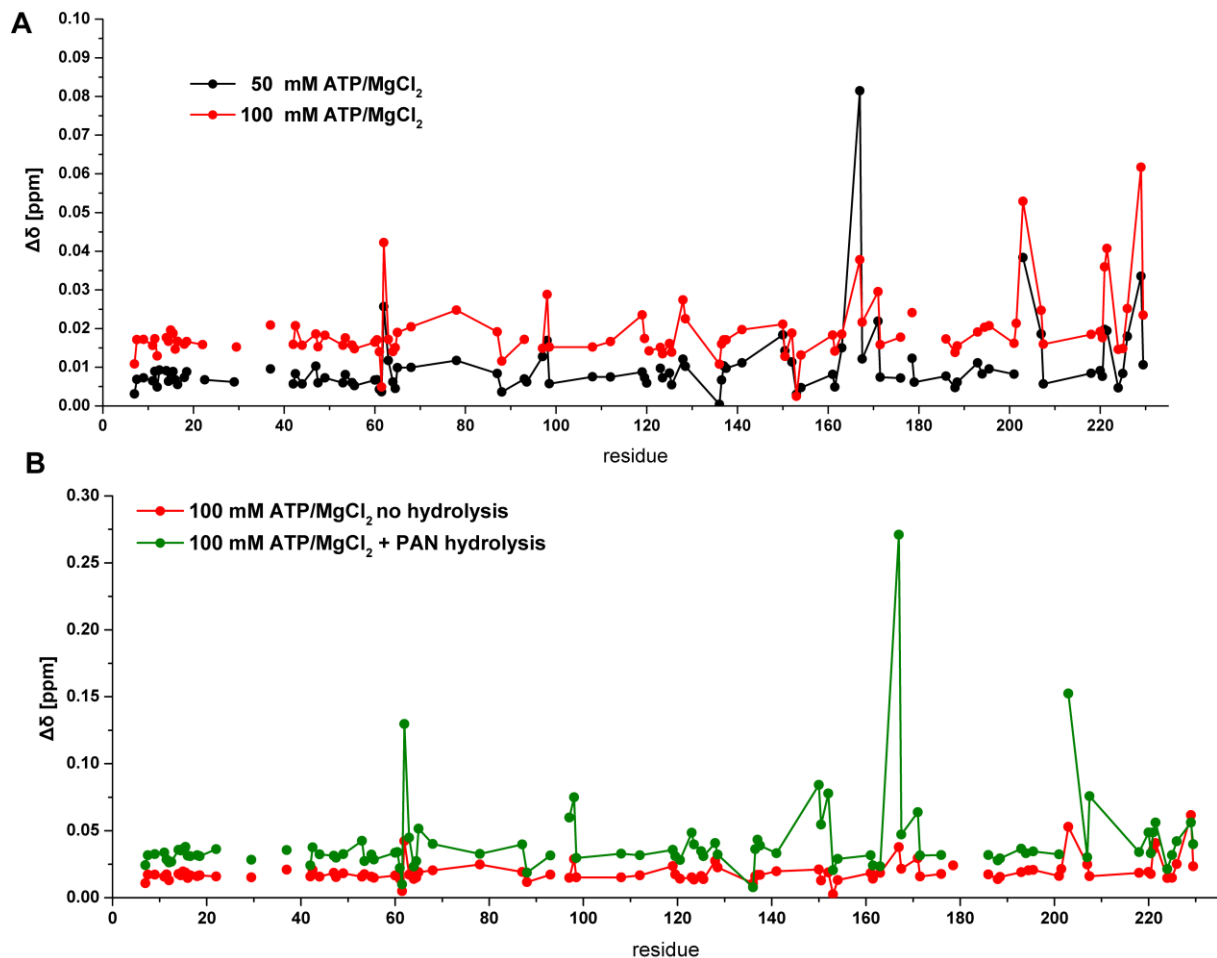 A
0.10
0.09
0.08
0.07
0.06
0.05
0.04
0.03
0.02
0.01
0.00
Δδ [ppm]
50 mM ATP/MgCl₂
100 mM ATP/MgCl₂
0 20 40 60 80 100 120 140 160 180 200 220
residue
B
0.30
0.25
0.20
0.15
0.10
0.05
0.00
Δδ [ppm]
100 mM ATP/MgCl₂ no hydrolysis
100 mM ATP/MgCl₂ + PAN hydrolysis
0 20 40 60 80 100 120 140 160 180 200 220
residue